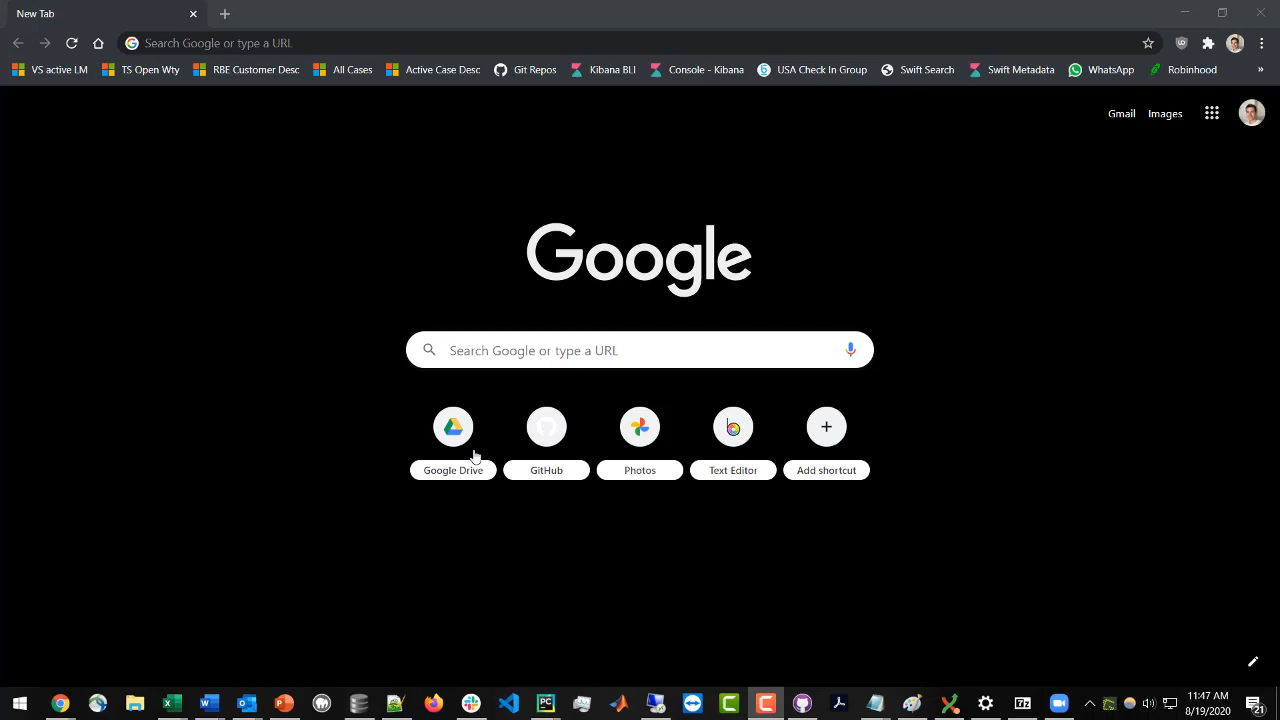 New Tab
Search Google or type a URL
VS active LM TS Open Wty RBE Customer Desc All Cases Active Case Desc Git Repos Kibana BLI Console - Kibana USA Check In Group Swift Search Swift Metadata WhatsApp Robinhood »
Gmail Images
Google
Search Google or type a URL
Google Drive GitHub Photos Text Editor Add shortcut
11:47 AM
8/19/2020
21